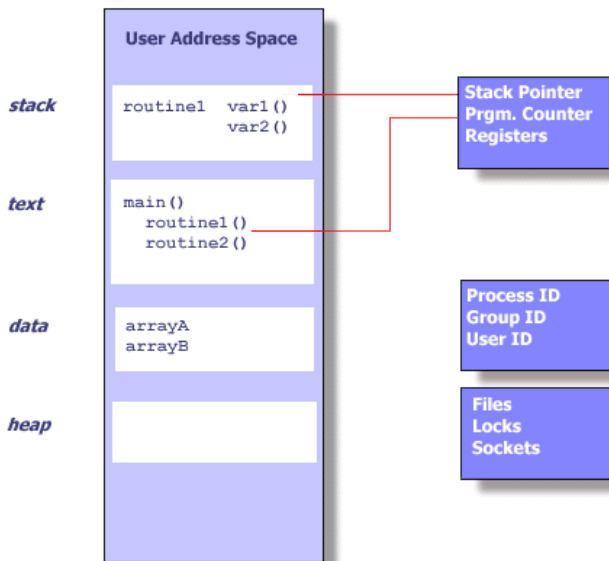 User Address Space
stack
routine1 var1()
var2()
Stack Pointer
Prgm. Counter
Registers
text
main()
routine1()
routine2()
data
arrayA
arrayB
Process ID
Group ID
User ID
heap
Files
Locks
Sockets